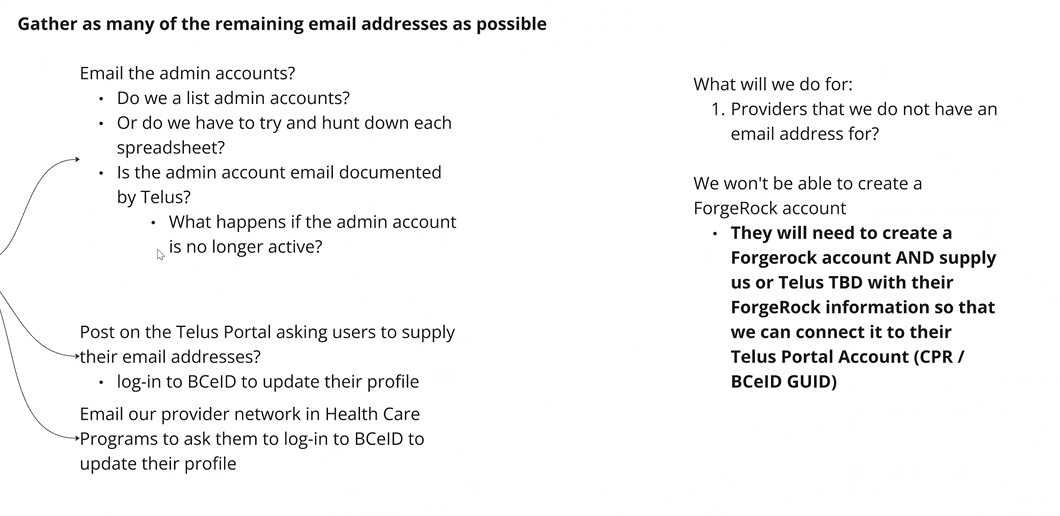 Gather as many of the remaining email addresses as possible
Email the admin accounts?
• Do we a list admin accounts?
• Or do we have to try and hunt down each
spreadsheet?
• Is the admin account email documented
by Telus?
• What happens if the admin account
is no longer active?
Post on the Telus Portal asking users to supply
their email addresses?
• log-in to BCeID to update their profile
Email our provider network in Health Care
Programs to ask them to log-in to BCeID to
update their profile
What will we do for:
1. Providers that we do not have an
email address for?
We won't be able to create a
ForgeRock account
• They will need to create a
Forgerock account AND supply
us or Telus TBD with their
ForgeRock information so that
we can connect it to their
Telus Portal Account (CPR /
BCeID GUID)